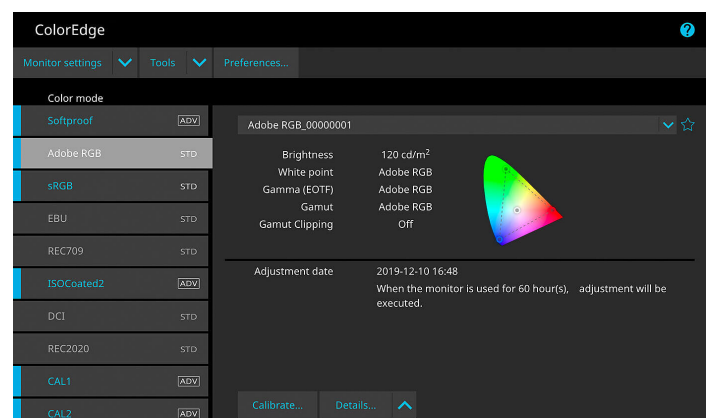 ColorEdge
?
Monitor settings Tools Preferences...
Color mode
Softproof ADV
Adobe RGB STD
sRGB STD
EBU STD
REC709 STD
ISOCoated2 ADV
DCI STD
REC2020 STD
CAL1 ADV
CAL2 ADV
Adobe RGB_00000001
Brightness 120 cd/m²
White point Adobe RGB
Gamma (EOTF) Adobe RGB
Gamut Adobe RGB
Gamut Clipping Off
Adjustment date 2019-12-10 16:48
When the monitor is used for 60 hour(s), adjustment will be
executed.
Calibrate... Details...